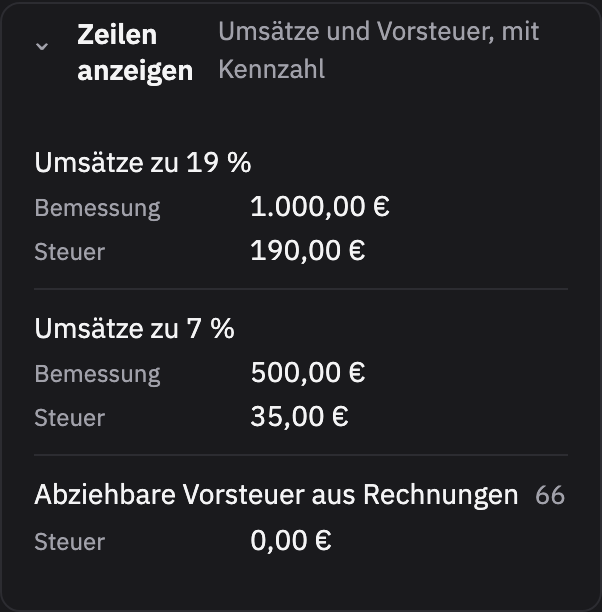 Zeilen anzeigen
Umsätze und Vorsteuer, mit Kennzahl
Umsätze zu 19 %
Bemessung 1.000,00 €
Steuer 190,00 €
Umsätze zu 7 %
Bemessung 500,00 €
Steuer 35,00 €
Abziehbare Vorsteuer aus Rechnungen 66
Steuer 0,00 €